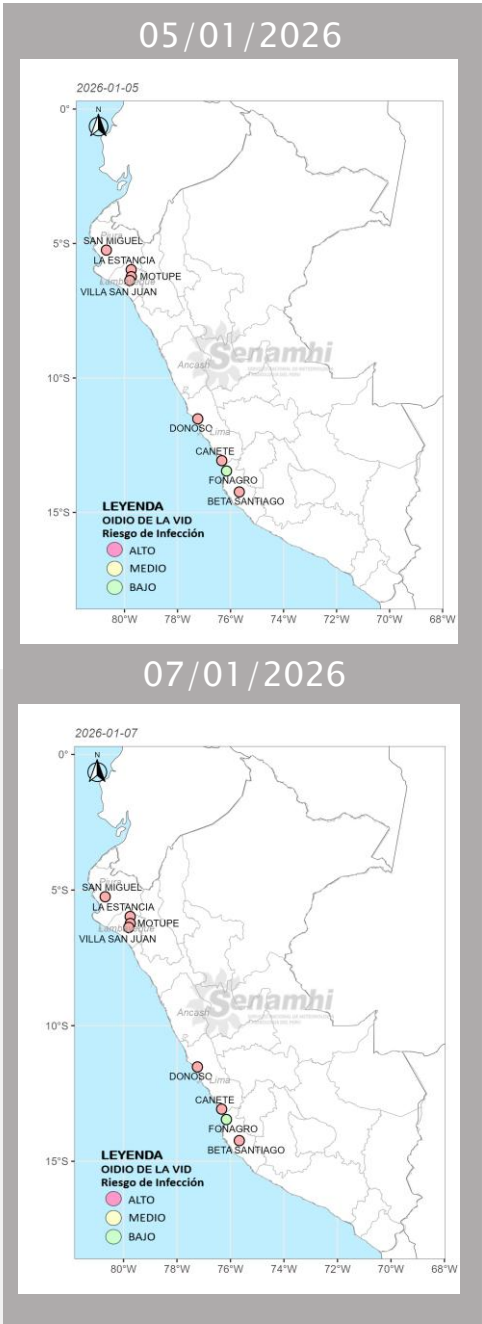 05/01/2026
2026-01-05
N
0°
5°S
10°S
15°S
Piura
SAN MIGUEL
LA ESTANCIA
MOTUPE
Lambayeque
VILLA SAN JUAN
Senamhi
Ancash
DONOSO
Lima
CANETE
FONAGRO
BETA SANTIAGO
LEYENDA
OIDIO DE LA VID
Riesgo de Infección
ALTO
MEDIO
BAJO
80°W 78°W 76°W 74°W 72°W 70°W 68°W
07/01/2026
2026-01-07
N
0°
5°S
10°S
15°S
Piura
SAN MIGUEL
LA ESTANCIA
MOTUPE
Lambayeque
VILLA SAN JUAN
Senamhi
Ancash
DONOSO
Lima
CANETE
FONAGRO
BETA SANTIAGO
LEYENDA
OIDIO DE LA VID
Riesgo de Infección
ALTO
MEDIO
BAJO
80°W 78°W 76°W 74°W 72°W 70°W 68°W